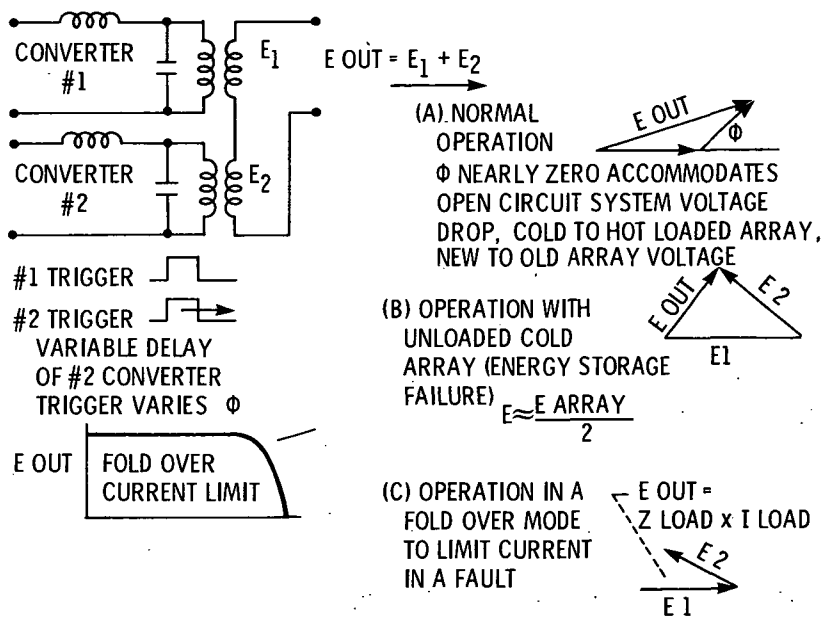 CONVERTER
#1
E1
E OUT = E1 + E2
CONVERTER
#2
E2
#1 TRIGGER
#2 TRIGGER
VARIABLE DELAY
OF #2 CONVERTER
TRIGGER VARIES Φ
E OUT
FOLD OVER
CURRENT LIMIT
(A) NORMAL
OPERATION
E OUT
Φ
Φ NEARLY ZERO ACCOMMODATES
OPEN CIRCUIT SYSTEM VOLTAGE
DROP, COLD TO HOT LOADED ARRAY,
NEW TO OLD ARRAY VOLTAGE
(B) OPERATION WITH
UNLOADED COLD
ARRAY (ENERGY STORAGE
FAILURE)
E≈E ARRAY
2
E OUT
E 2
E1
(C) OPERATION IN A
FOLD OVER MODE
TO LIMIT CURRENT
IN A FAULT
E OUT =
Z LOAD x I LOAD
E 2
E 1